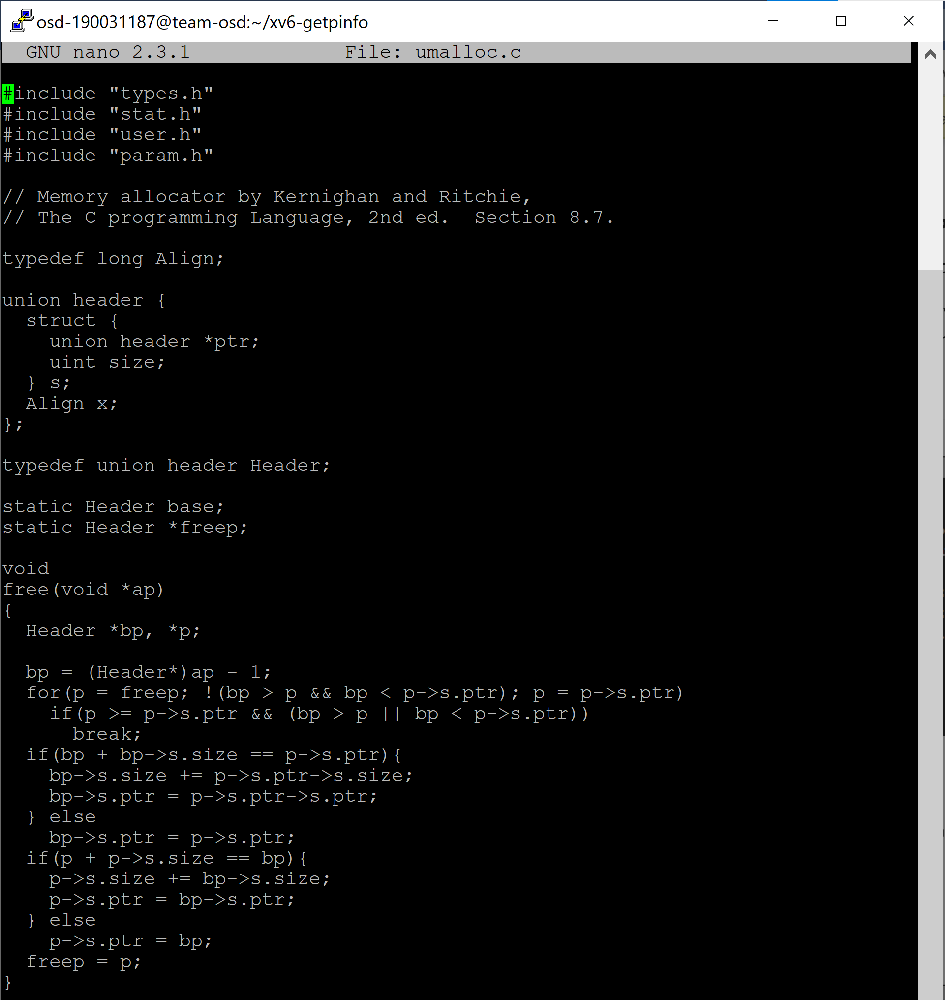 osd-190031187@team-osd:~/xv6-getpinfo
GNU nano 2.3.1 File: umalloc.c
#include "types.h"
#include "stat.h"
#include "user.h"
#include "param.h"
// Memory allocator by Kernighan and Ritchie,
// The C programming Language, 2nd ed.  Section 8.7.
typedef long Align;
union header {
  struct {
    union header *ptr;
    uint size;
  } s;
  Align x;
};
typedef union header Header;
static Header base;
static Header *freep;
void
free(void *ap)
{
  Header *bp, *p;
  bp = (Header*)ap - 1;
  for(p = freep; !(bp > p && bp < p->s.ptr); p = p->s.ptr)
    if(p >= p->s.ptr && (bp > p || bp < p->s.ptr))
      break;
  if(bp + bp->s.size == p->s.ptr){
    bp->s.size += p->s.ptr->s.size;
    bp->s.ptr = p->s.ptr->s.ptr;
  } else
    bp->s.ptr = p->s.ptr;
  if(p + p->s.size == bp){
    p->s.size += bp->s.size;
    p->s.ptr = bp->s.ptr;
  } else
    p->s.ptr = bp;
  freep = p;
}